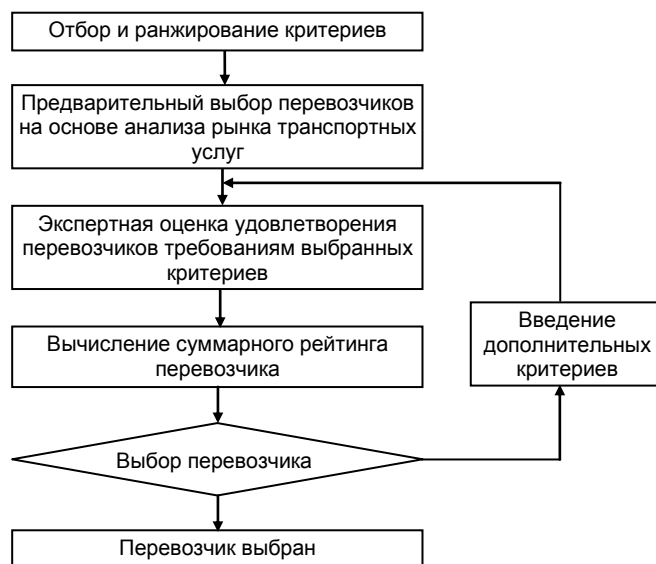 Отбор и ранжирование критериев
Предварительный выбор перевозчиков
на основе анализа рынка транспортных
услуг
Экспертная оценка удовлетворения
перевозчиков требованиям выбранных
критериев
Вычисление суммарного рейтинга
перевозчика
Введение
дополнительных
критериев
Выбор перевозчика
Перевозчик выбран